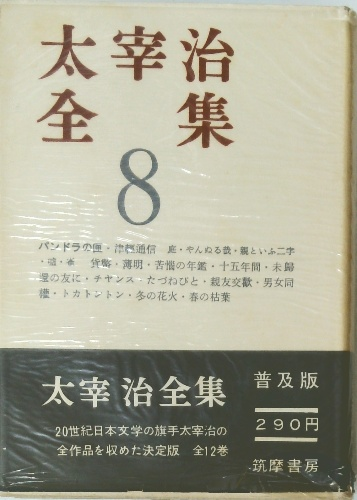 太宰治
全集
8
パンドラの匣・津軽通信 庭・やんぬる哉・親といふ二字
・嘘・雀 貨幣・薄明・苦悩の年鑑・十五年間・未帰
還の友に・チヤンス・たづねびと・親友交歓・男女同
權・トカトントン・冬の花火・春の枯葉
太宰 治全集
20世紀日本文学の旗手太宰治の
全作品を収めた決定版 全12巻
普及版
290円
筑摩書房